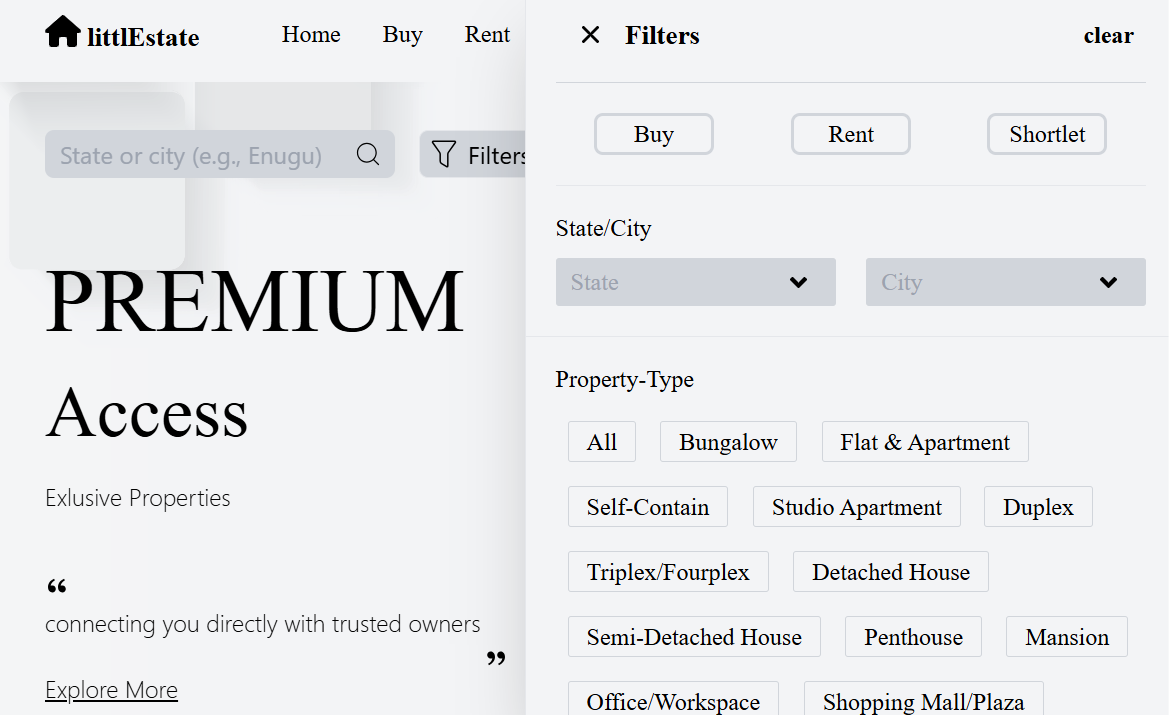 littlEstate
Home
Buy
Rent
State or city (e.g., Enugu)
Filters
PREMIUM
Access
Exlusive Properties
“
connecting you directly with trusted owners
”
Explore More
Filters
clear
Buy
Rent
Shortlet
State/City
State
City
Property-Type
All
Bungalow
Flat & Apartment
Self-Contain
Studio Apartment
Duplex
Triplex/Fourplex
Detached House
Semi-Detached House
Penthouse
Mansion
Office/Workspace
Shopping Mall/Plaza